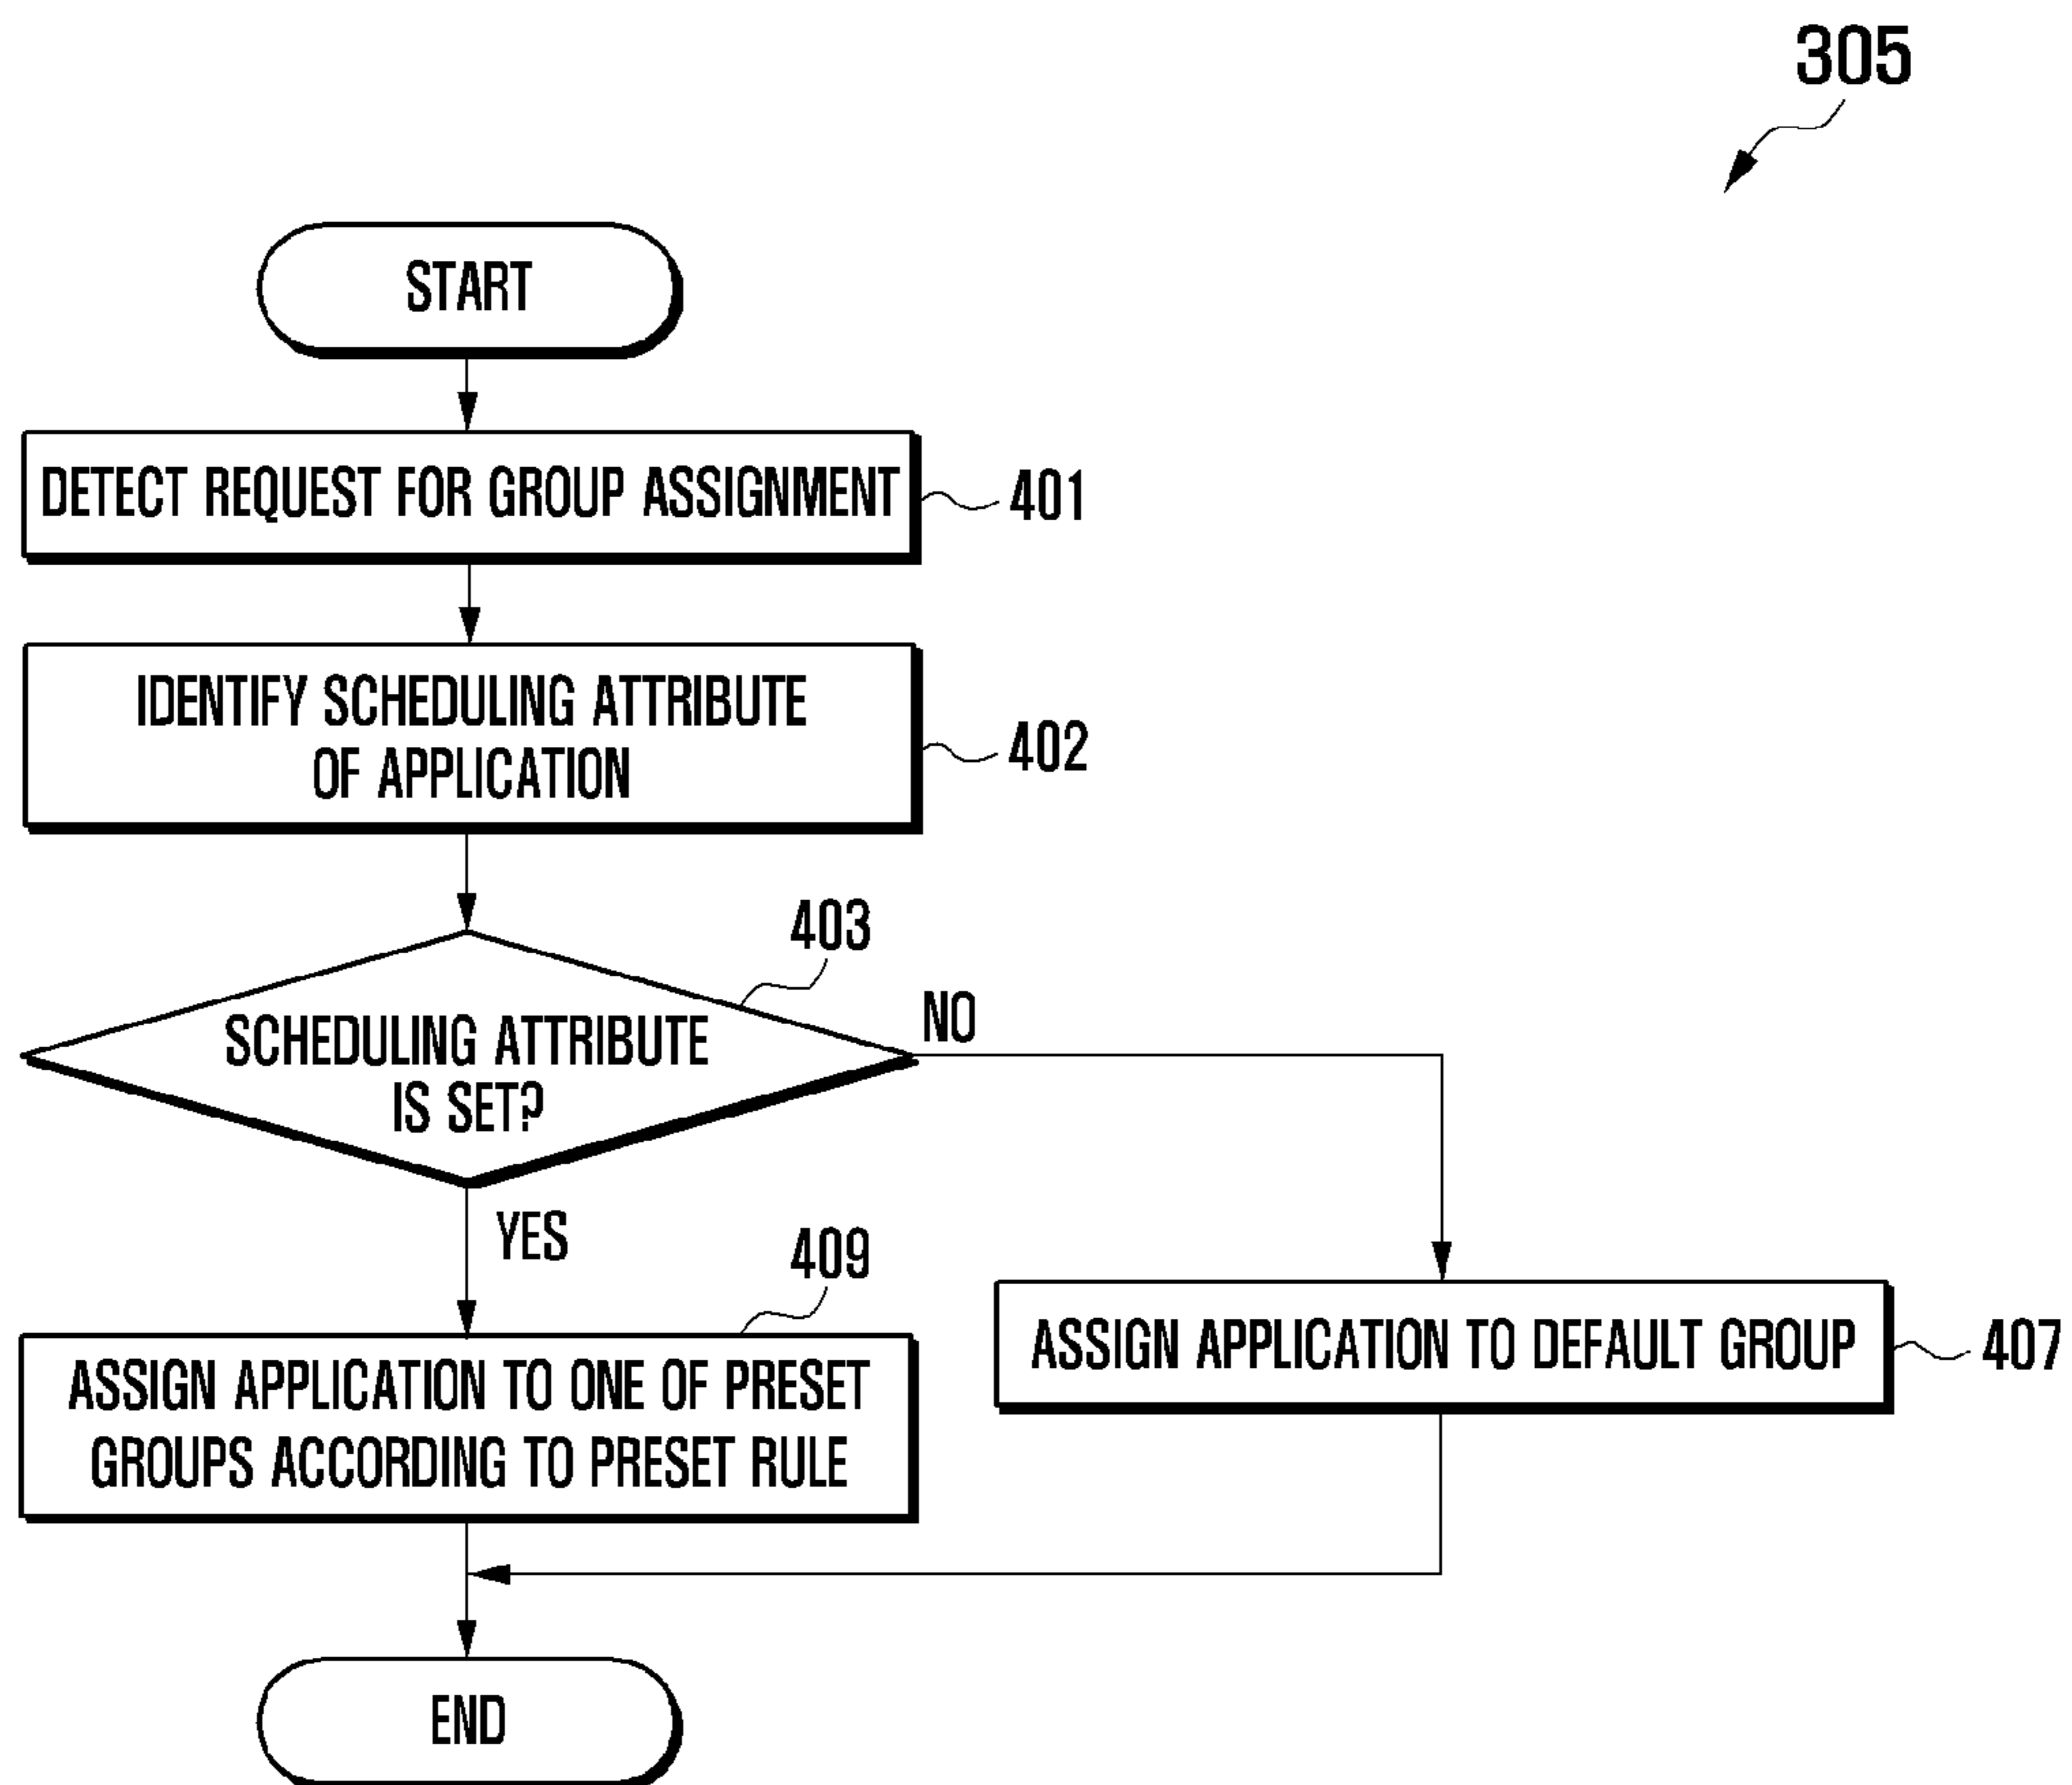 305
START
DETECT REQUEST FOR GROUP ASSIGNMENT
401
IDENTIFY SCHEDULING ATTRIBUTE
OF APPLICATION
402
403
SCHEDULING ATTRIBUTE
IS SET?
NO
YES
409
ASSIGN APPLICATION TO ONE OF PRESET
GROUPS ACCORDING TO PRESET RULE
ASSIGN APPLICATION TO DEFAULT GROUP
407
END